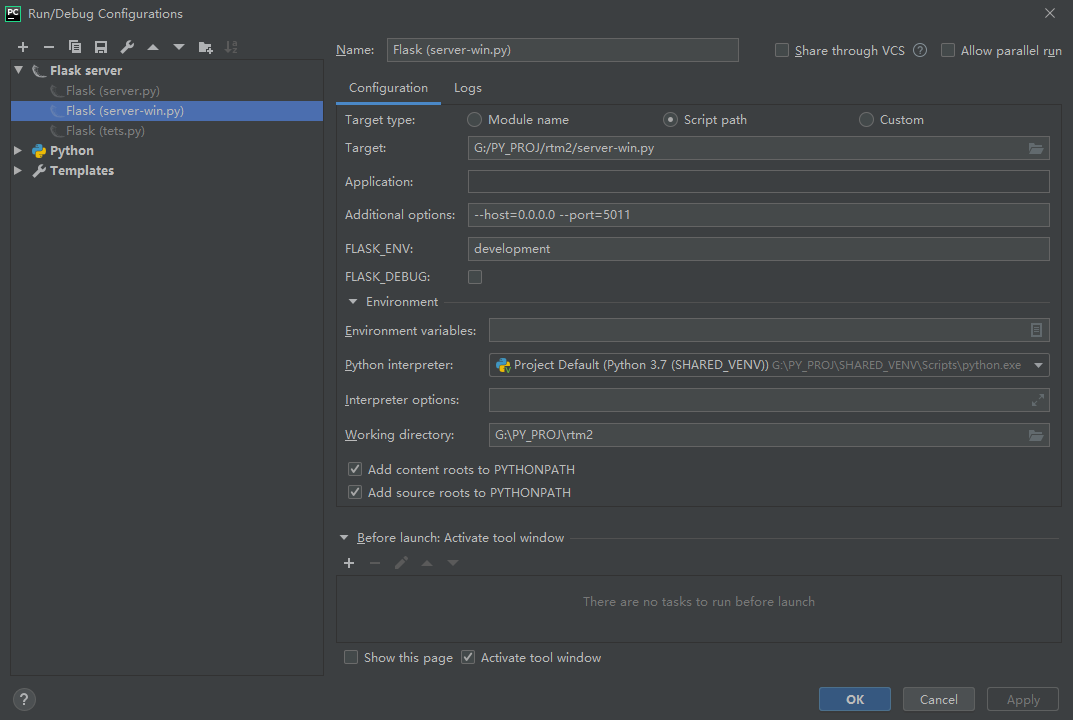 PC Run/Debug Configurations
Flask server
Flask (server.py)
Flask (server-win.py)
Flask (tets.py)
Python
Templates
Name: Flask (server-win.py) Share through VCS ? Allow parallel run
Configuration Logs
Target type: Module name Script path Custom
Target: G:/PY_PROJ/rtm2/server-win.py
Application:
Additional options: --host=0.0.0.0 --port=5011
FLASK_ENV: development
FLASK_DEBUG:
Environment
Environment variables:
Python interpreter: Project Default (Python 3.7 (SHARED_VENV)) G:\PY_PROJ\SHARED_VENV\Scripts\python.exe
Interpreter options:
Working directory: G:\PY_PROJ\rtm2
Add content roots to PYTHONPATH
Add source roots to PYTHONPATH
Before launch: Activate tool window
There are no tasks to run before launch
Show this page Activate tool window
? OK Cancel Apply